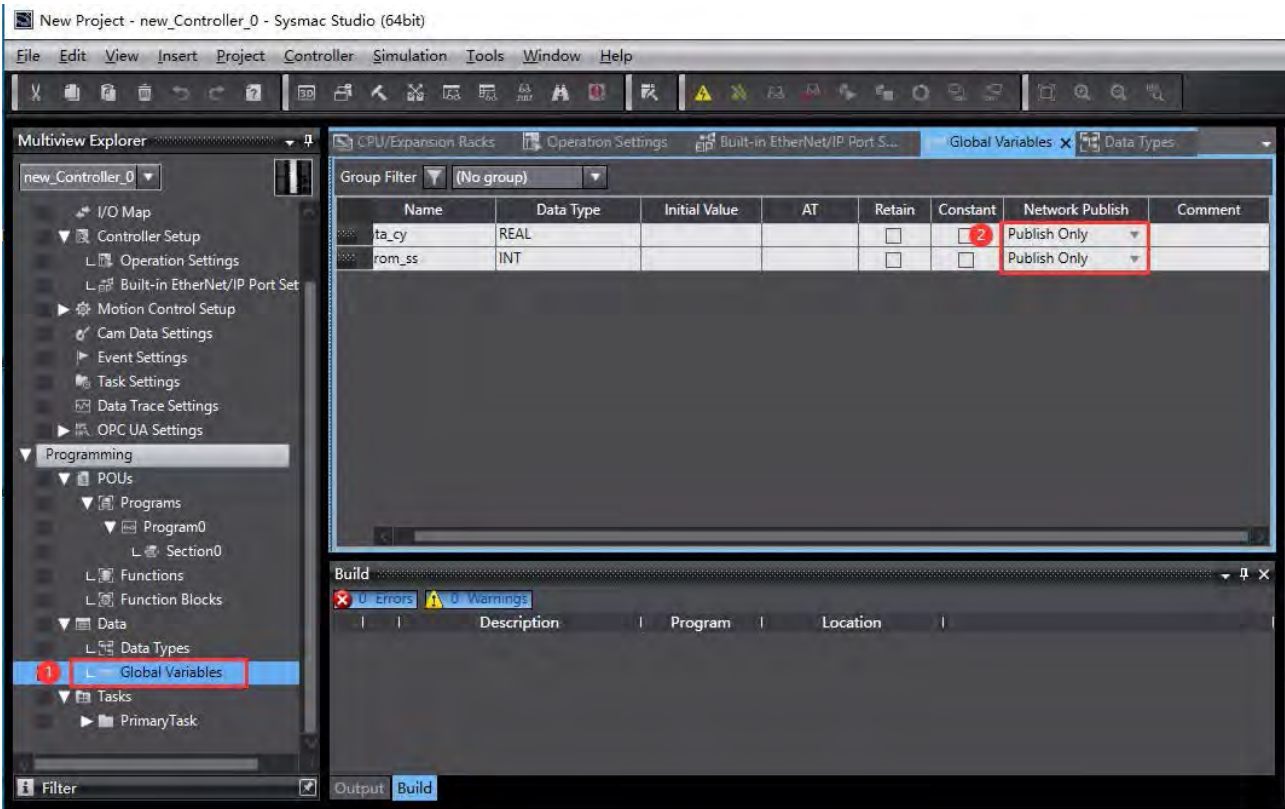 New Project - new_Controller_0 - Sysmac Studio (64bit)
File Edit View Insert Project Controller Simulation Tools Window Help
Multiview Explorer
new_Controller_0
I/O Map
Controller Setup
Operation Settings
Built-in EtherNet/IP Port Set
Motion Control Setup
Cam Data Settings
Event Settings
Task Settings
Data Trace Settings
OPC UA Settings
Programming
POUs
Programs
Program0
Section0
Functions
Function Blocks
Data
Data Types
1 Global Variables
Tasks
PrimaryTask
Filter
CPU/Expansion Racks Operation Settings Built-in EtherNet/IP Port S... Global Variables Data Types
Group Filter (No group)
Name Data Type Initial Value AT Retain Constant Network Publish Comment
ta_cy REAL 2 Publish Only
rom_ss INT Publish Only
Build
0 Errors 0 Warnings
Description Program Location
Output Build